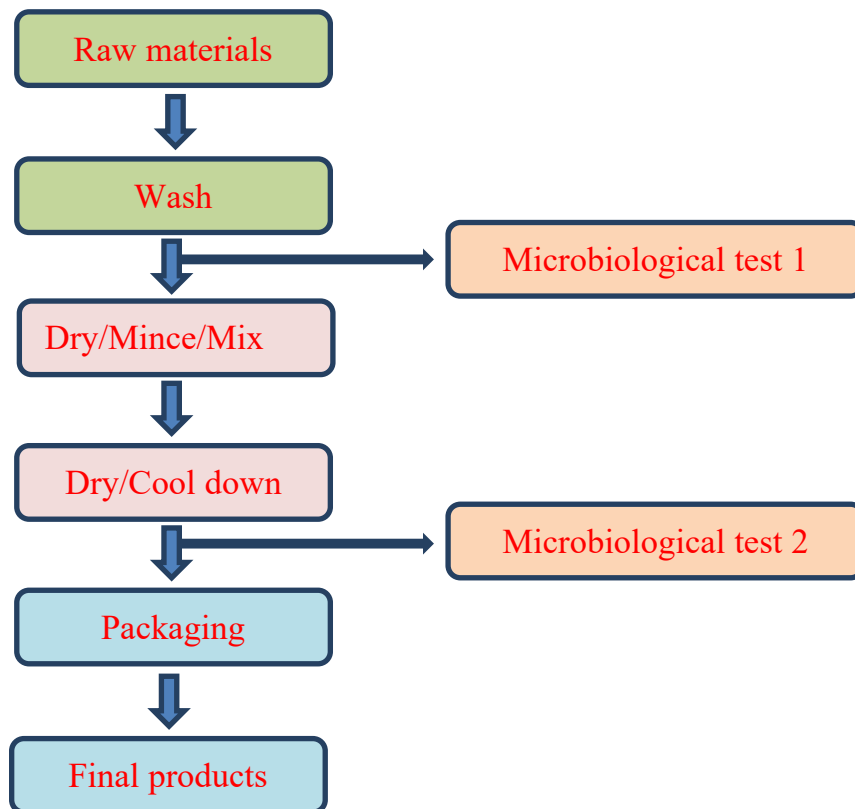 Raw materials
Wash
Microbiological test 1
Dry/Mince/Mix
Dry/Cool down
Microbiological test 2
Packaging
Final products